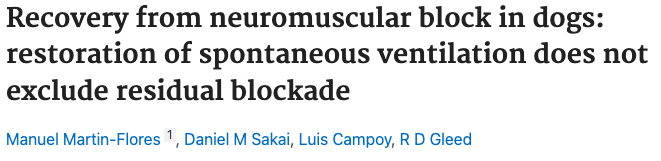 Recovery from neuromuscular block in dogs:
restoration of spontaneous ventilation does not
exclude residual blockade
Manuel Martin-Flores 1, Daniel M Sakai, Luis Campoy, R D Gleed